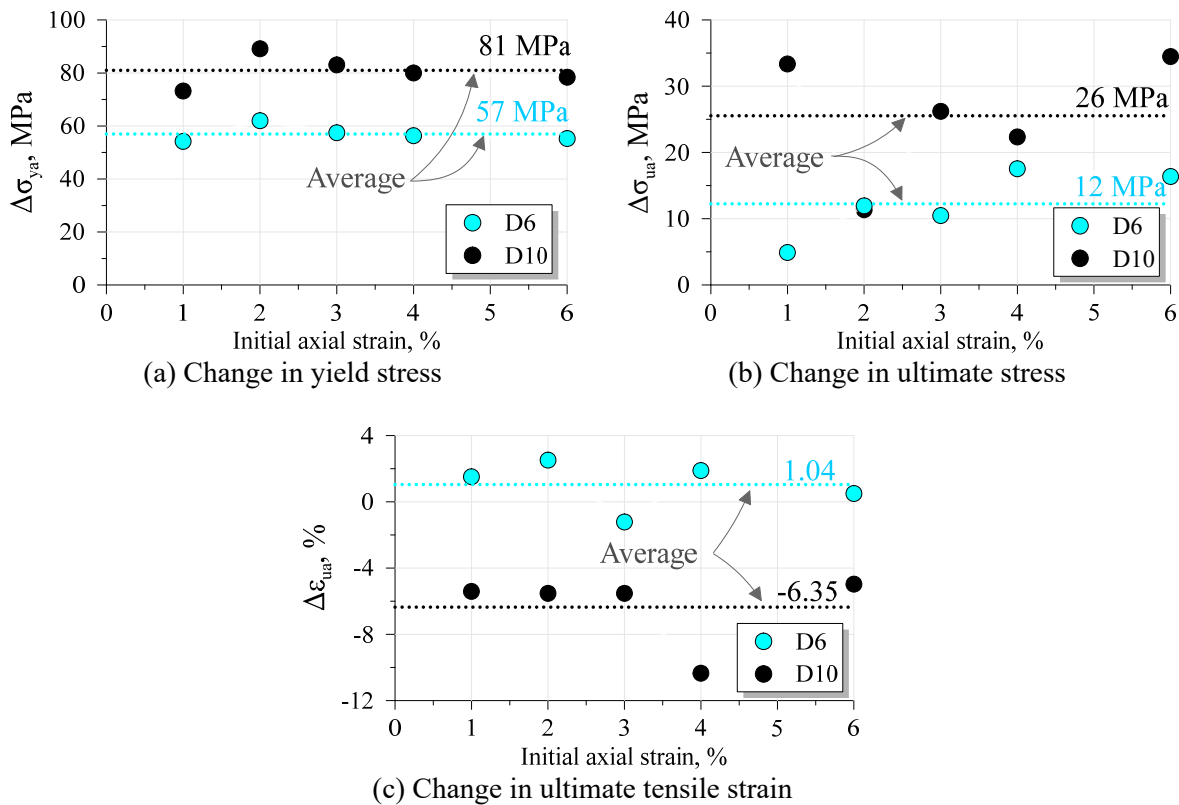 100
80
60
40
20
0
Δσya, MPa
81 MPa
57 MPa
Average
D6
D10
0 1 2 3 4 5 6
Initial axial strain, %
(a) Change in yield stress
40
30
20
10
0
Δσua, MPa
26 MPa
Average
12 MPa
D6
D10
0 1 2 3 4 5 6
Initial axial strain, %
(b) Change in ultimate stress
4
0
-4
-8
-12
Δεua, %
1.04
Average
-6.35
D6
D10
0 1 2 3 4 5 6
Initial axial strain, %
(c) Change in ultimate tensile strain